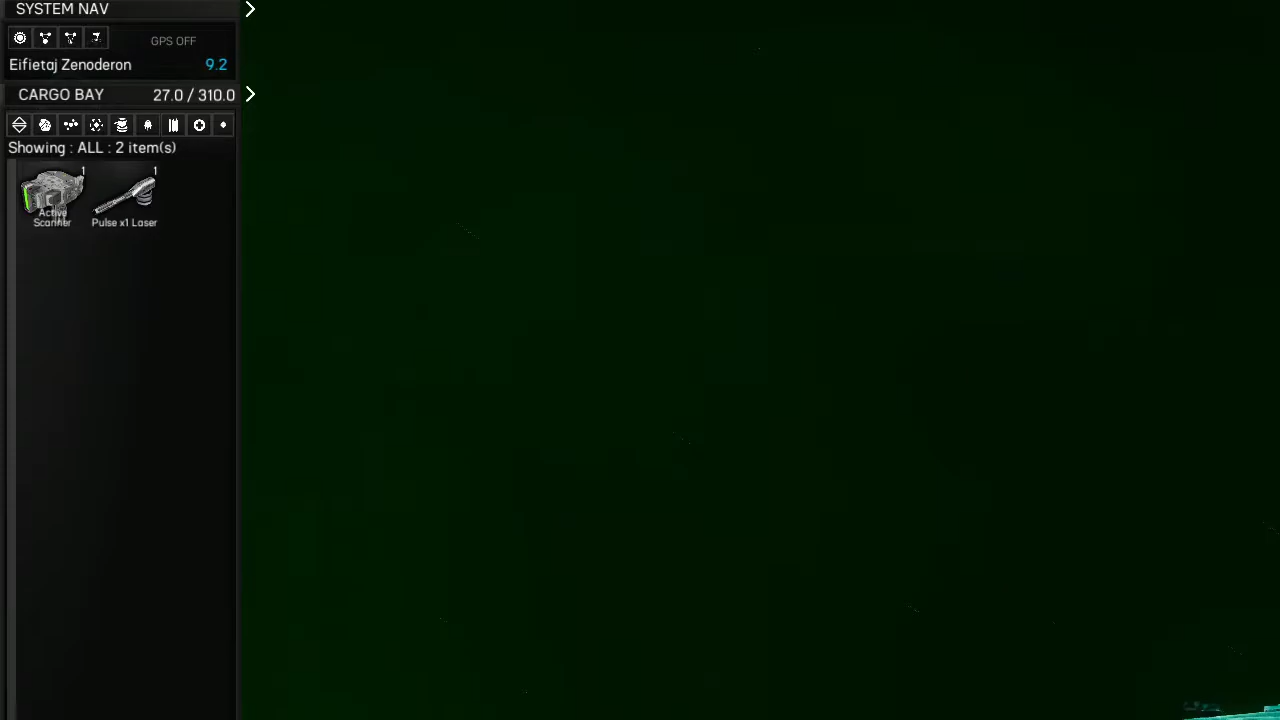 SYSTEM NAV
GPS OFF
Eifietaj Zenoderon 9.2
CARGO BAY 27.0 / 310.0
Showing : ALL : 2 item(s)
1 1
Active
Scanner Pulse x1 Laser